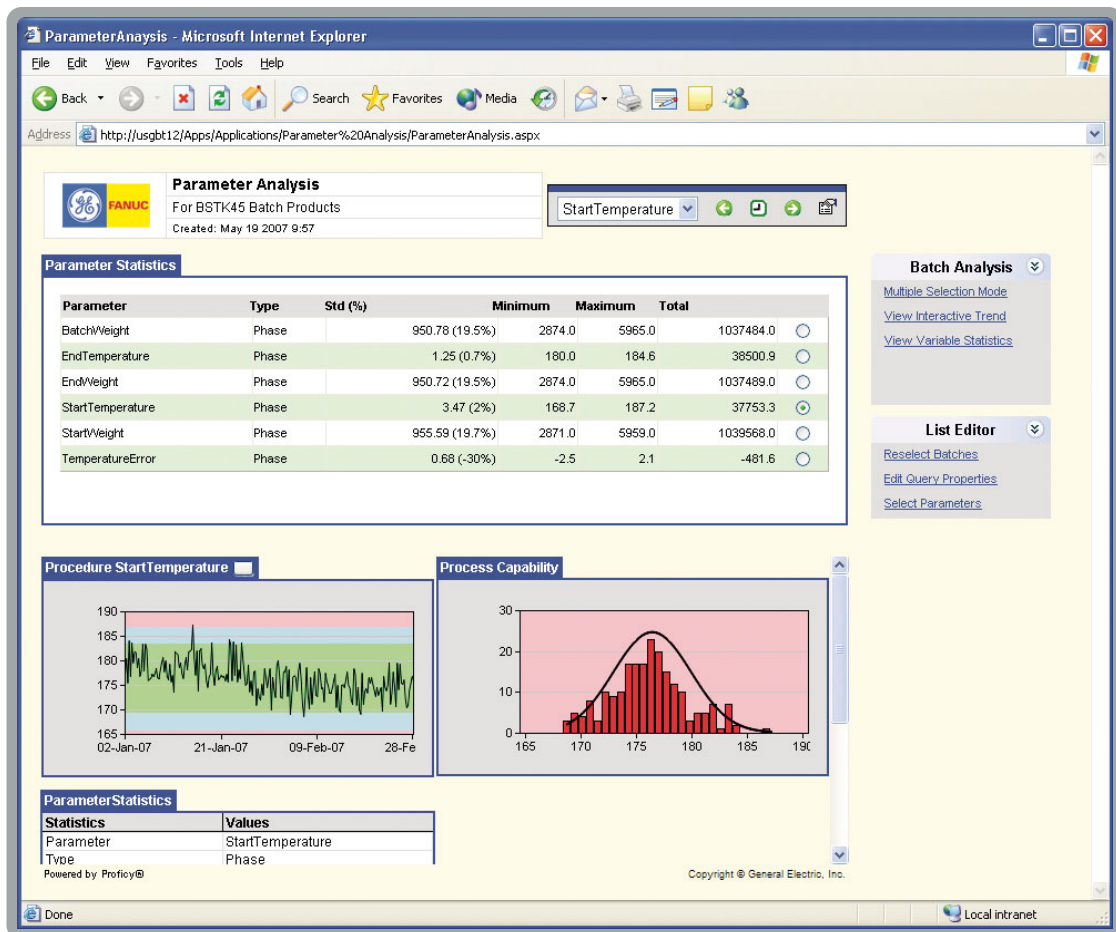 ParameterAnaysis - Microsoft Internet Explorer
File Edit View Favorites Tools Help
Back Search Favorites Media
Address http://usgbt12/Apps/Applications/Parameter%20Analysis/ParameterAnalysis.aspx
GE FANUC
Parameter Analysis
For BSTK45 Batch Products
Created: May 19 2007 9:57
StartTemperature
Parameter Statistics
Parameter Type Std (%) Minimum Maximum Total
BatchWeight Phase 950.78 (19.5%) 2874.0 5965.0 1037484.0
EndTemperature Phase 1.25 (0.7%) 180.0 184.6 38500.9
EndWeight Phase 950.72 (19.5%) 2874.0 5965.0 1037489.0
StartTemperature Phase 3.47 (2%) 168.7 187.2 37753.3
StartWeight Phase 955.59 (19.7%) 2871.0 5959.0 1039568.0
TemperatureError Phase 0.68 (-30%) -2.5 2.1 -481.6
Batch Analysis
Multiple Selection Mode
View Interactive Trend
View Variable Statistics
List Editor
Reselect Batches
Edit Query Properties
Select Parameters
Procedure StartTemperature
190
185
180
175
170
165
02-Jan-07 21-Jan-07 09-Feb-07 28-Fe
Process Capability
30
20
10
0
165 170 175 180 185 190
ParameterStatistics
Statistics Values
Parameter StartTemperature
Type Phase
Powered by Proficy®
Copyright © General Electric, Inc.
Done
Local intranet